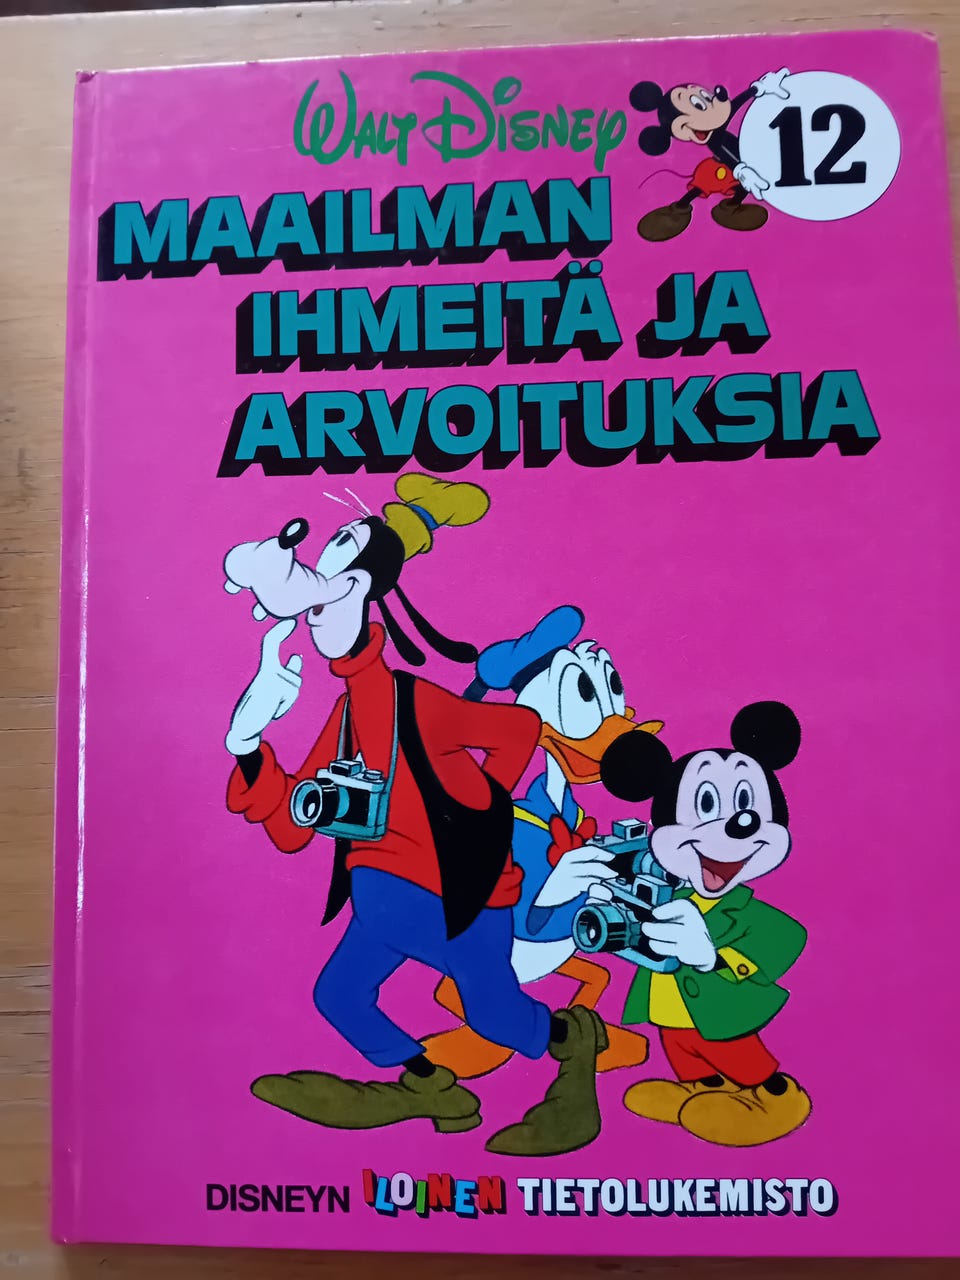 WALT DISNEY
12
MAAILMAN
IHMEITÄ JA
ARVOITUKSIA
DISNEYN ILOINEN TIETOLUKEMISTO